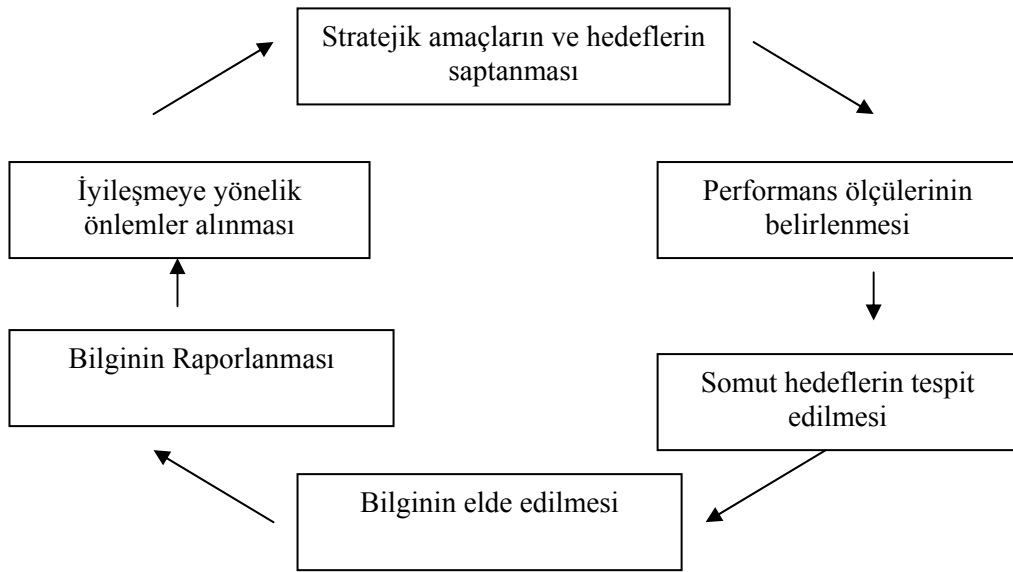 Stratejik amaçların ve hedeflerin
saptanması
İyileşmeye yönelik
önlemler alınması
Performans ölçülerinin
belirlenmesi
Bilginin Raporlanması
Somut hedeflerin tespit
edilmesi
Bilginin elde edilmesi